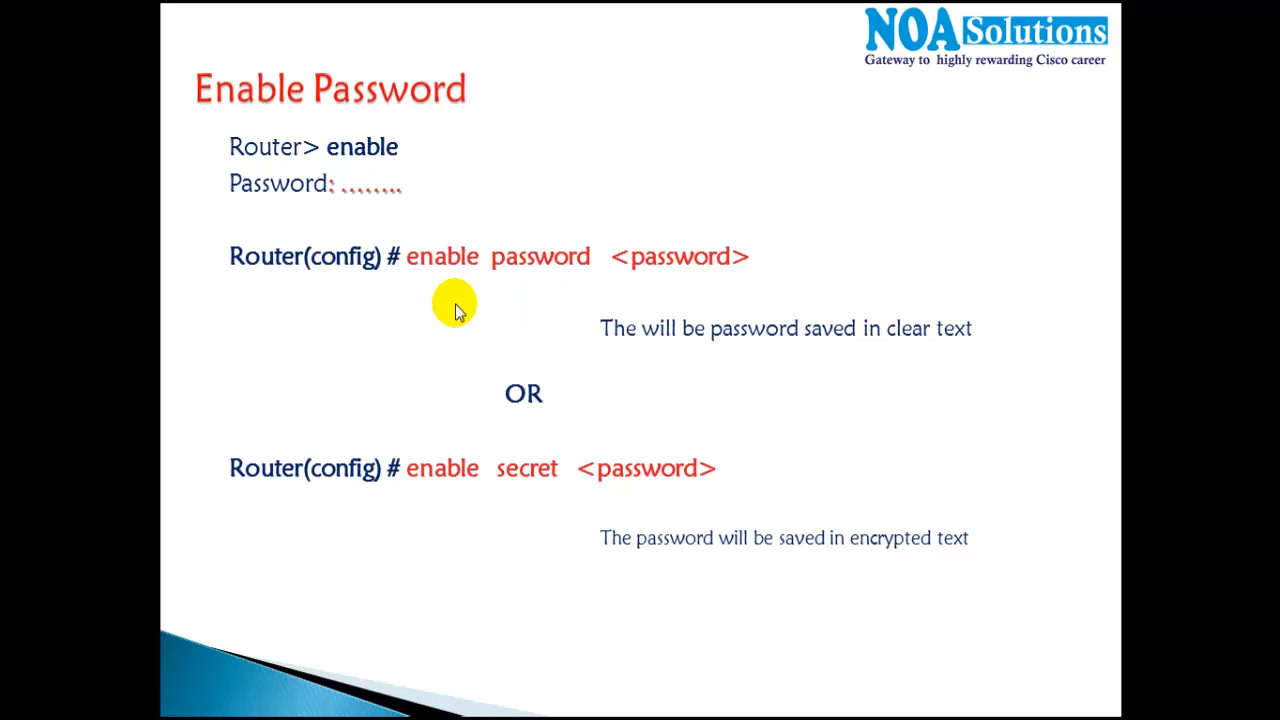 NOA Solutions
Gateway to highly rewarding Cisco career
Enable Password
Router> enable
Password: ........
Router(config) # enable password <password>
The will be password saved in clear text
OR
Router(config) # enable secret <password>
The password will be saved in encrypted text